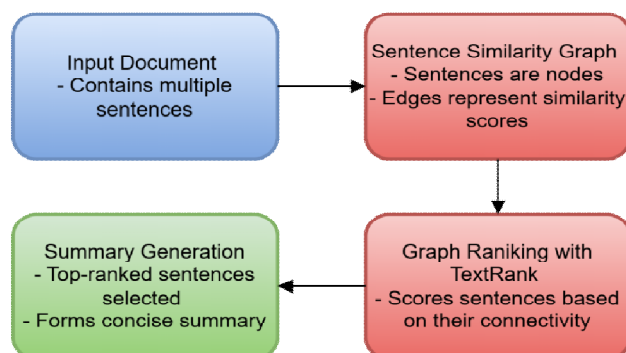 Input Document
- Contains multiple
sentences
Sentence Similarity Graph
- Sentences are nodes
- Edges represent similarity
scores
Graph Raniking with
TextRank
- Scores sentences based
on their connectivity
Summary Generation
- Top-ranked sentences
selected
- Forms concise summary